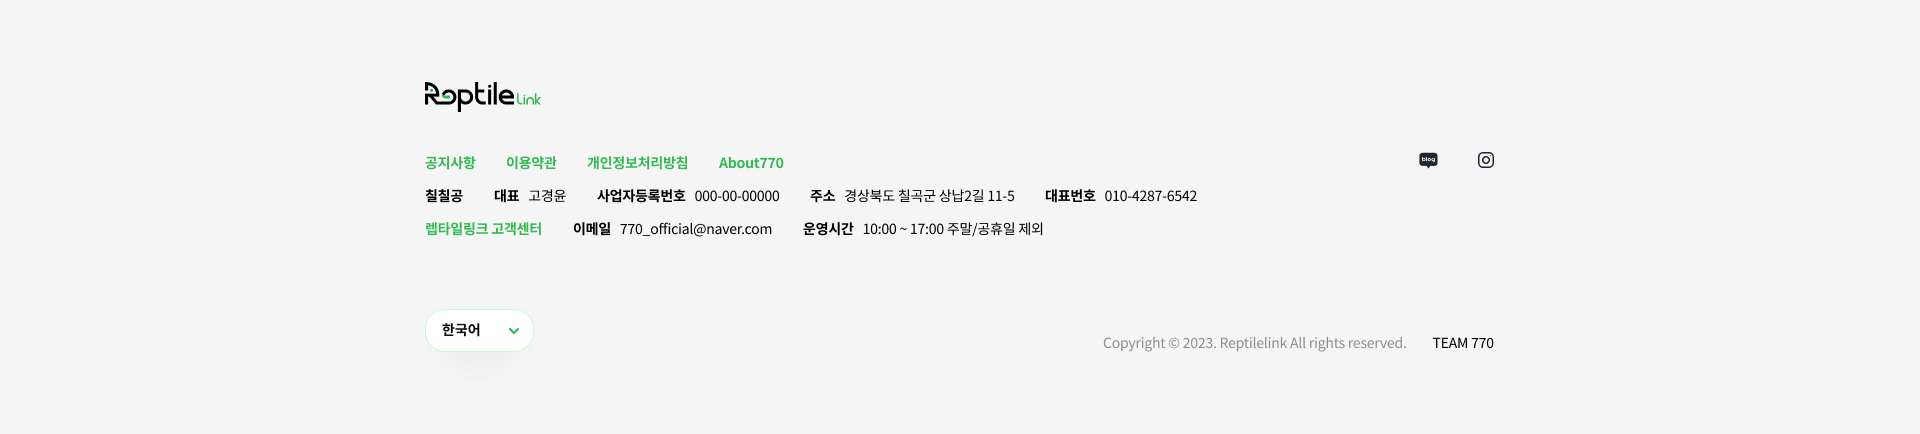 Reptile Link
공지사항 이용약관 개인정보처리방침 About770
blog
칠칠공 대표 고경윤 사업자등록번호 000-00-00000 주소 경상북도 칠곡군 상납2길 11-5 대표번호 010-4287-6542
렙타일링크 고객센터 이메일 770_official@naver.com 운영시간 10:00 ~ 17:00 주말/공휴일 제외
한국어
Copyright © 2023. Reptilelink All rights reserved. TEAM 770